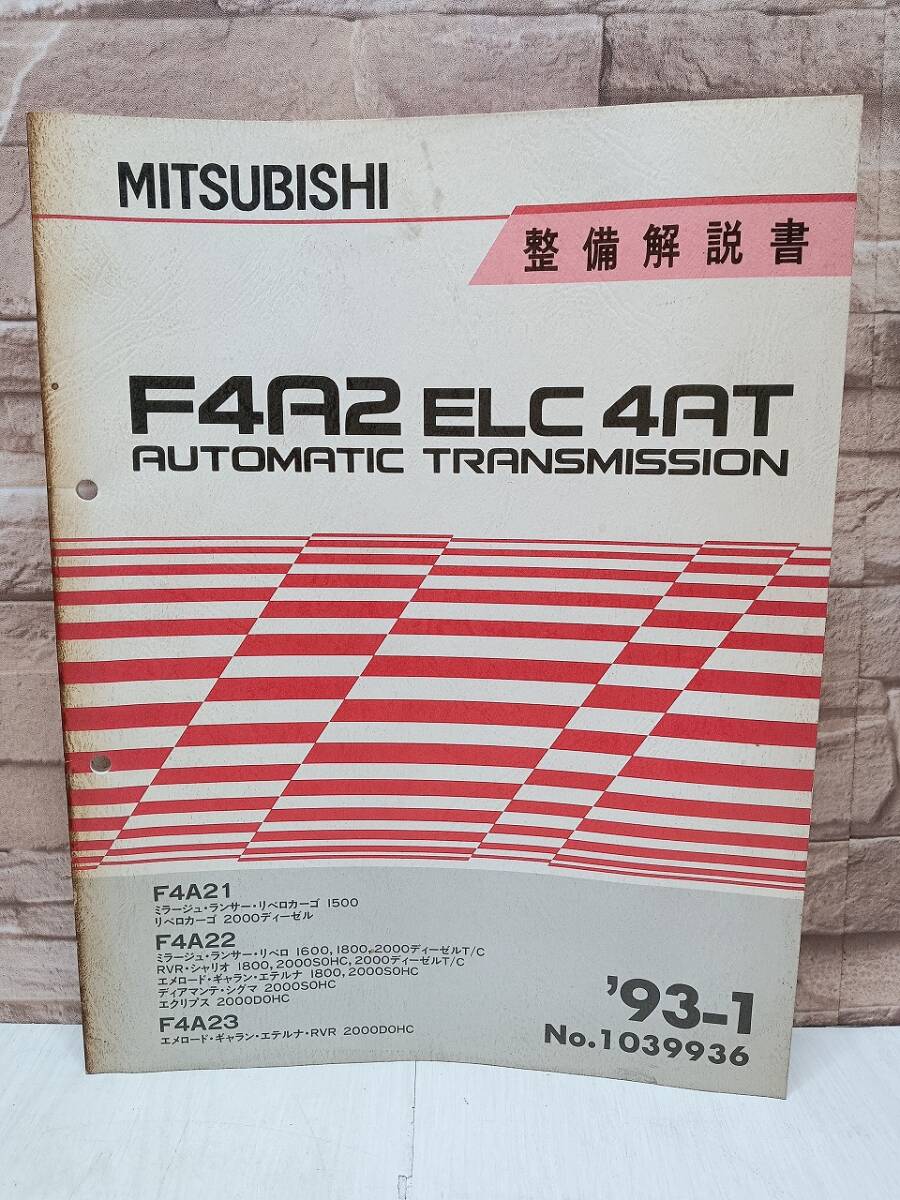 MITSUBISHI
整備解説書
F4A2 ELC 4AT
AUTOMATIC TRANSMISSION
F4A21
ミラージュ・ランサー・リベロカーゴ 1500
リベロカーゴ 2000ディーゼル
F4A22
ミラージュ・ランサー・リベロ 1600, 1800, 2000ディーゼルT/C
RVR・シャリオ 1800, 2000SOHC, 2000ディーゼルT/C
エメロード・ギャラン・エテルナ 1800, 2000SOHC
ディアマンテ・シグマ 2000SOHC
エクリプス 2000DOHC
F4A23
エメロード・ギャラン・エテルナ・RVR 2000DOHC
'93-1
No.1039936